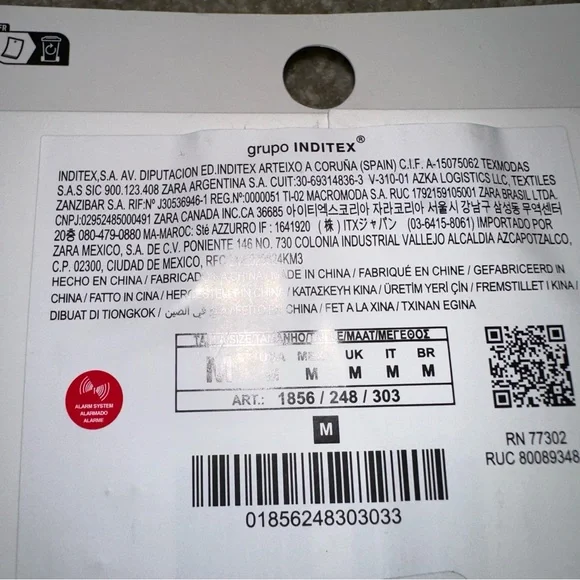 FR
grupo INDITEX®
INDITEX,S.A. AV. DIPUTACION ED.INDITEX ARTEIXO A CORUÑA (SPAIN) C.I.F. A-15075062 TEXMODAS
S.A.S SIC 900.123.408 ZARA ARGENTINA S.A. CUIT:30-69314836-3 V-310-01 AZKA LOGISTICS LLC, TEXTILES
ZANZIBAR S.A. RIF:Nº J30536946-1 REG.Nº:0000051 TI-02 MACROMODA S.A. RUC 1792159105001 ZARA BRASIL LTDA.
CNPJ:02952485000491 ZARA CANADA INC.CA 36685 아이티엑스코리아 자라코리아 서울시 강남구 삼성동 무역센터
20층 080-479-0880 MA-MAROC: Sté AZZURRO IF : 1641920 (株) ITXジャパン (03-6415-8061) IMPORTADO POR
ZARA MEXICO, S.A. DE C.V. PONIENTE 146 NO. 730 COLONIA INDUSTRIAL VALLEJO ALCALDIA AZCAPOTZALCO,
C.P. 02300, CIUDAD DE MEXICO, RFC
HECHO EN CHINA / FABRICADO MADE IN CHINA / FABRIQUÉ EN CHINE / GEFABRICEERD IN
CHINA / FATTO IN CINA / CHINA / ΚΑΤΑΣΚΕΥΗ ΚΙΝΑ / ÜRETİM YERİ ÇİN / FREMSTILLET I KINA /
DIBUAT DI TIONGKOK / صنع في الصين / CHINA / FET A LA XINA / TXINAN EGINA
SIZE /MAAT/ΜΕΓΕΘΟΣ
UK IT BR
M M M M M
ART.: 1856 / 248 / 303
ALARM SYSTEM
ALARMADO
ALARME
M
RN 77302
RUC 80089348
01856248303033